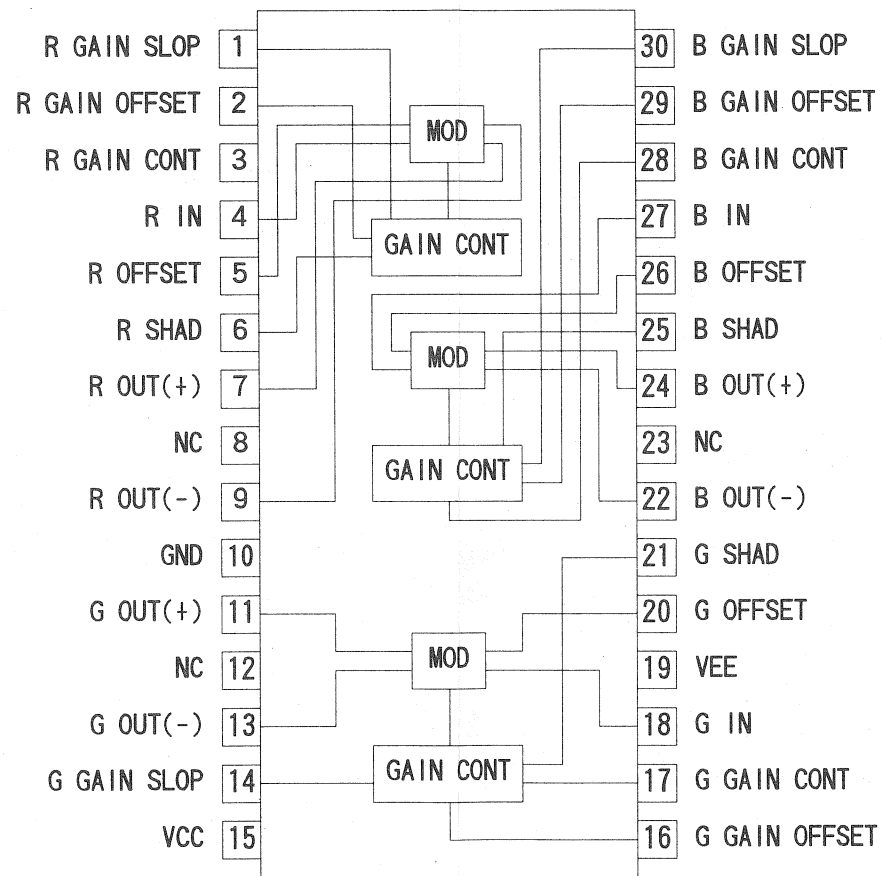 R GAIN SLOP 1
R GAIN OFFSET 2
R GAIN CONT 3
R IN 4
R OFFSET 5
R SHAD 6
R OUT(+) 7
NC 8
R OUT(-) 9
GND 10
G OUT(+) 11
NC 12
G OUT(-) 13
G GAIN SLOP 14
VCC 15
MOD
GAIN CONT
MOD
GAIN CONT
MOD
GAIN CONT
30 B GAIN SLOP
29 B GAIN OFFSET
28 B GAIN CONT
27 B IN
26 B OFFSET
25 B SHAD
24 B OUT(+)
23 NC
22 B OUT(-)
21 G SHAD
20 G OFFSET
19 VEE
18 G IN
17 G GAIN CONT
16 G GAIN OFFSET